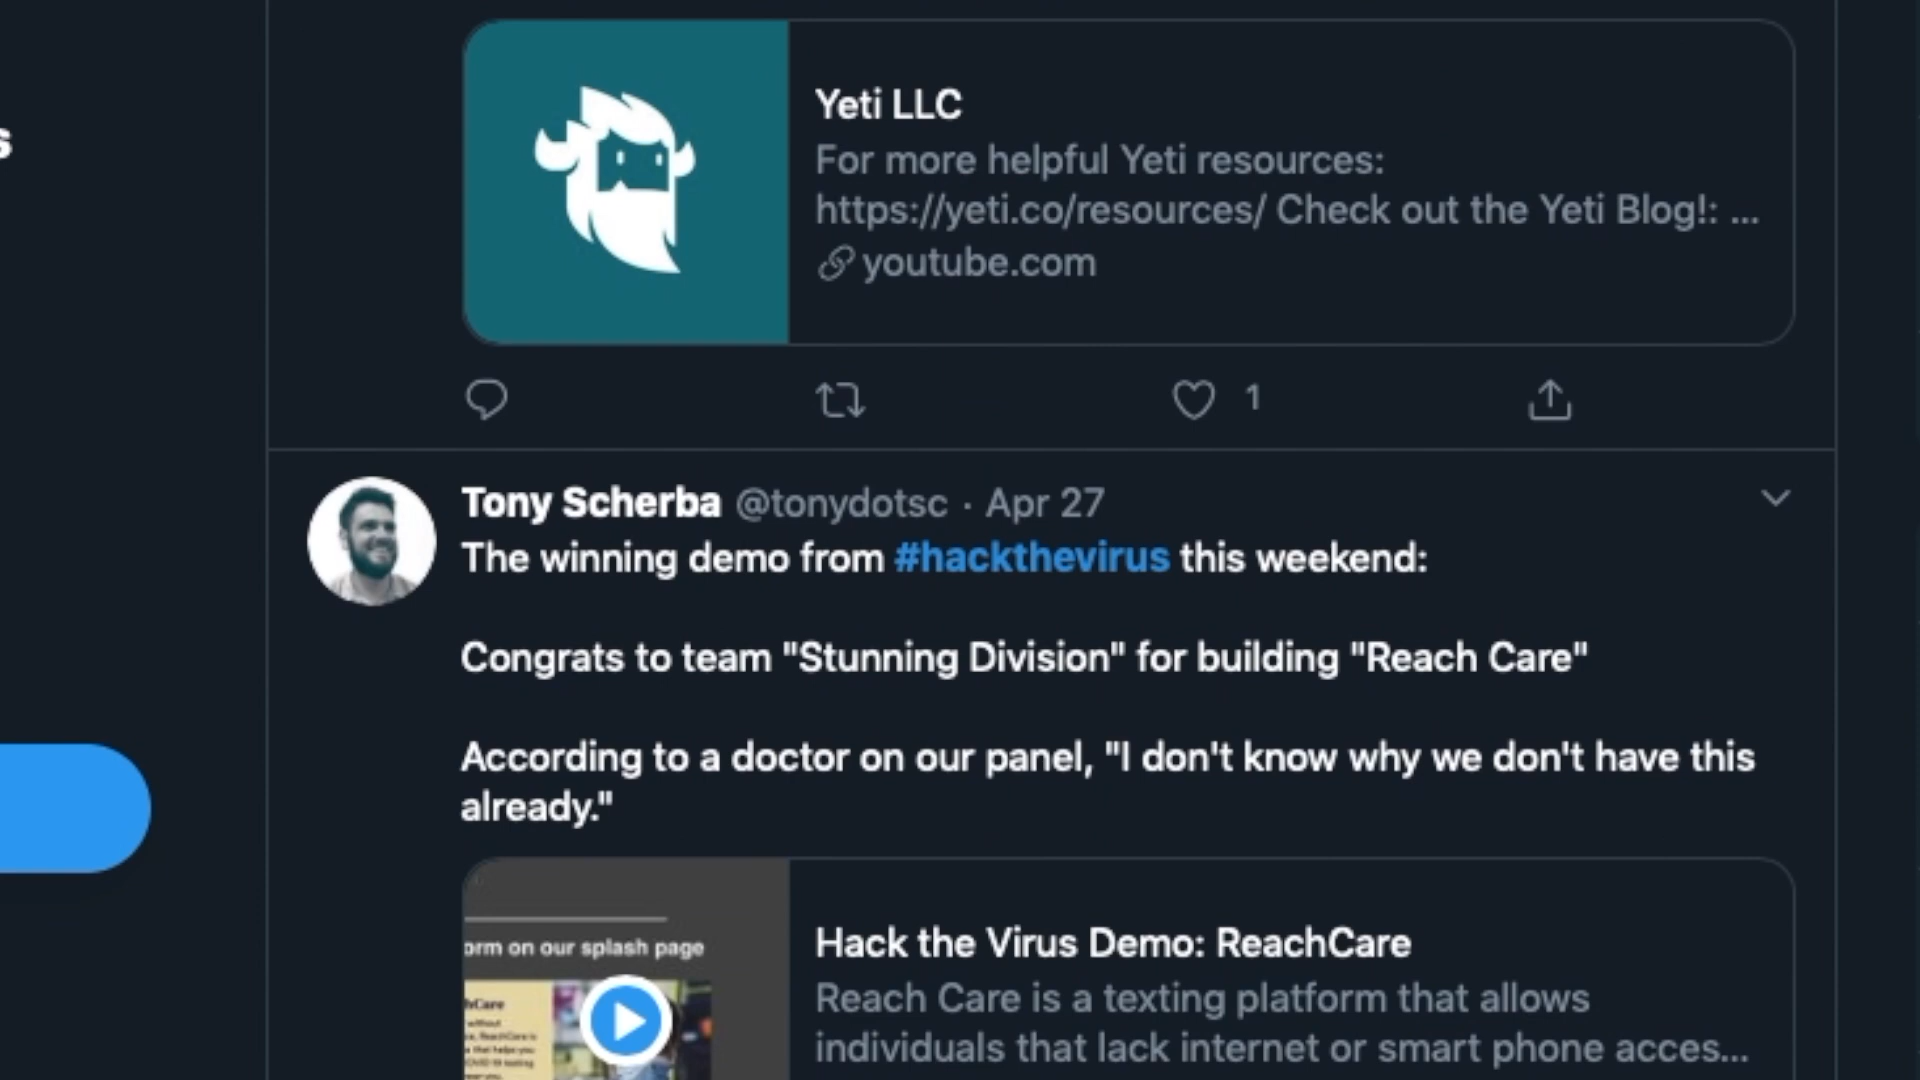 s
Yeti LLC
For more helpful Yeti resources:
https://yeti.co/resources/ Check out the Yeti Blog!: ...
youtube.com
1
Tony Scherba @tonydotsc · Apr 27
The winning demo from #hackthevirus this weekend:
Congrats to team "Stunning Division" for building "Reach Care"
According to a doctor on our panel, "I don't know why we don't have this
already."
orm on our splash page
hCare
Hack the Virus Demo: ReachCare
Reach Care is a texting platform that allows
individuals that lack internet or smart phone acces...